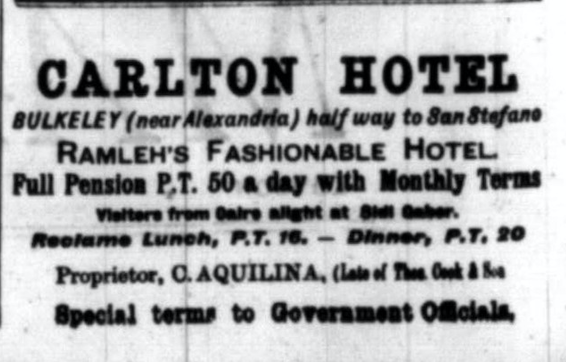 CARLTON HOTEL
BULKELEY (near Alexandria) half way to San Stefano
RAMLEH'S FASHIONABLE HOTEL.
Full Pension P.T. 50 a day with Monthly Terms
Visitors from Cairo alight at Sidi Gaber.
Reclame Lunch, P.T. 15. — Dinner, P.T. 20
Proprietor, C. AQUILINA, (Late of Thos. Cook & Son
Special terms to Government Officials,